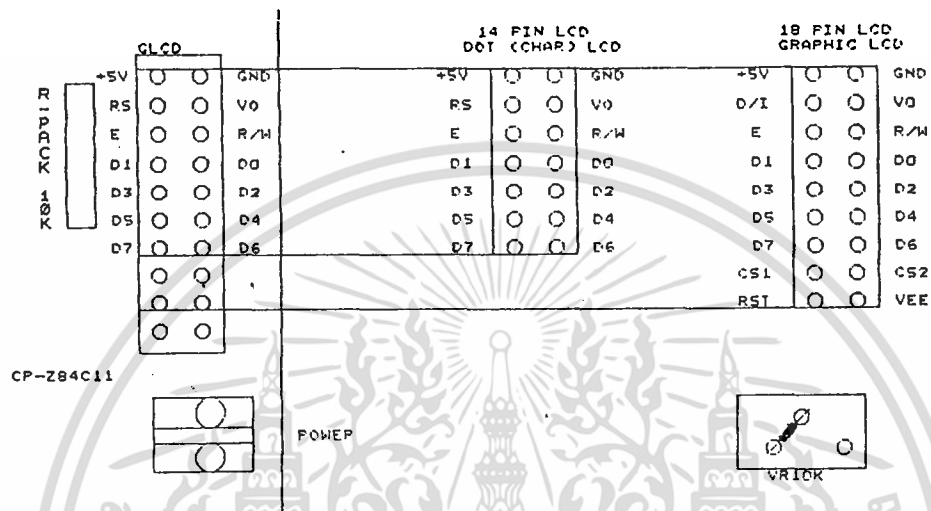 GLCD
14 PIN LCD
DOT (CHAR) LCD
18 PIN LCD
GRAPHIC LCD
+5V GND +5V GND +5V GND
RS V0 RS V0 D/I V0
E R/W E R/W E R/W
D1 D0 D1 D0 D1 D0
D3 D2 D3 D2 D3 D2
D5 D4 D5 D4 D5 D4
D7 D6 D7 D6 D7 D6
CS1 CS2
RST VEE
R-PACK 10K
CP-Z84C11
POWER
VR10K